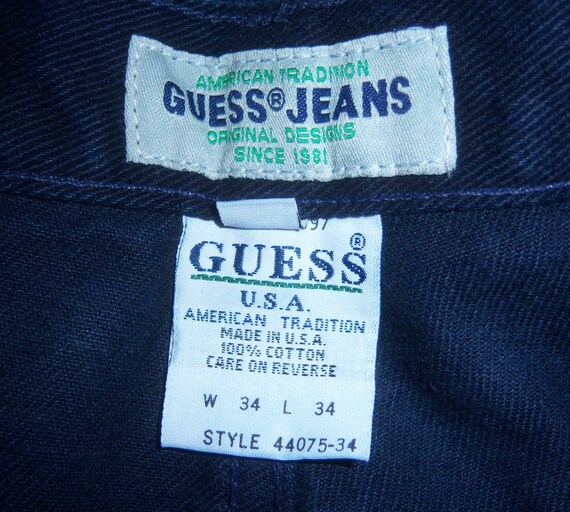 AMERICAN TRADITION
GUESS® JEANS
ORIGINAL DESIGNS
SINCE 1981
097
GUESS®
U.S.A.
AMERICAN TRADITION
MADE IN U.S.A.
100% COTTON
CARE ON REVERSE
W 34 L 34
STYLE 44075-34